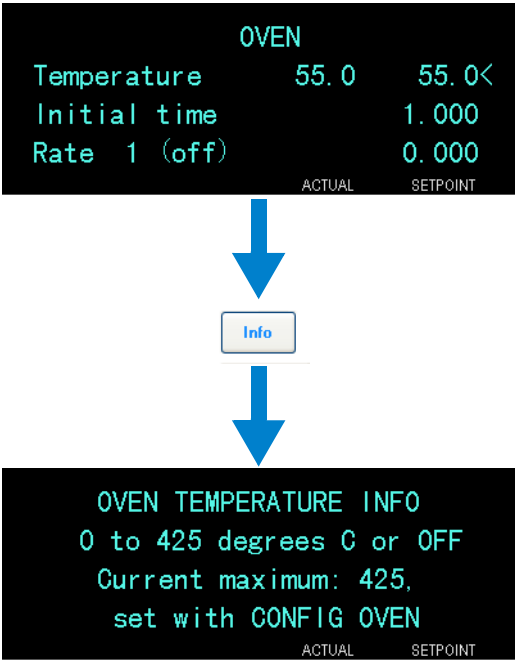 OVEN
Temperature 55.0 55.0<
Initial time 1.000
Rate 1 (off) 0.000
ACTUAL SETPOINT
Info
OVEN TEMPERATURE INFO
0 to 425 degrees C or OFF
Current maximum: 425,
set with CONFIG OVEN
ACTUAL SETPOINT